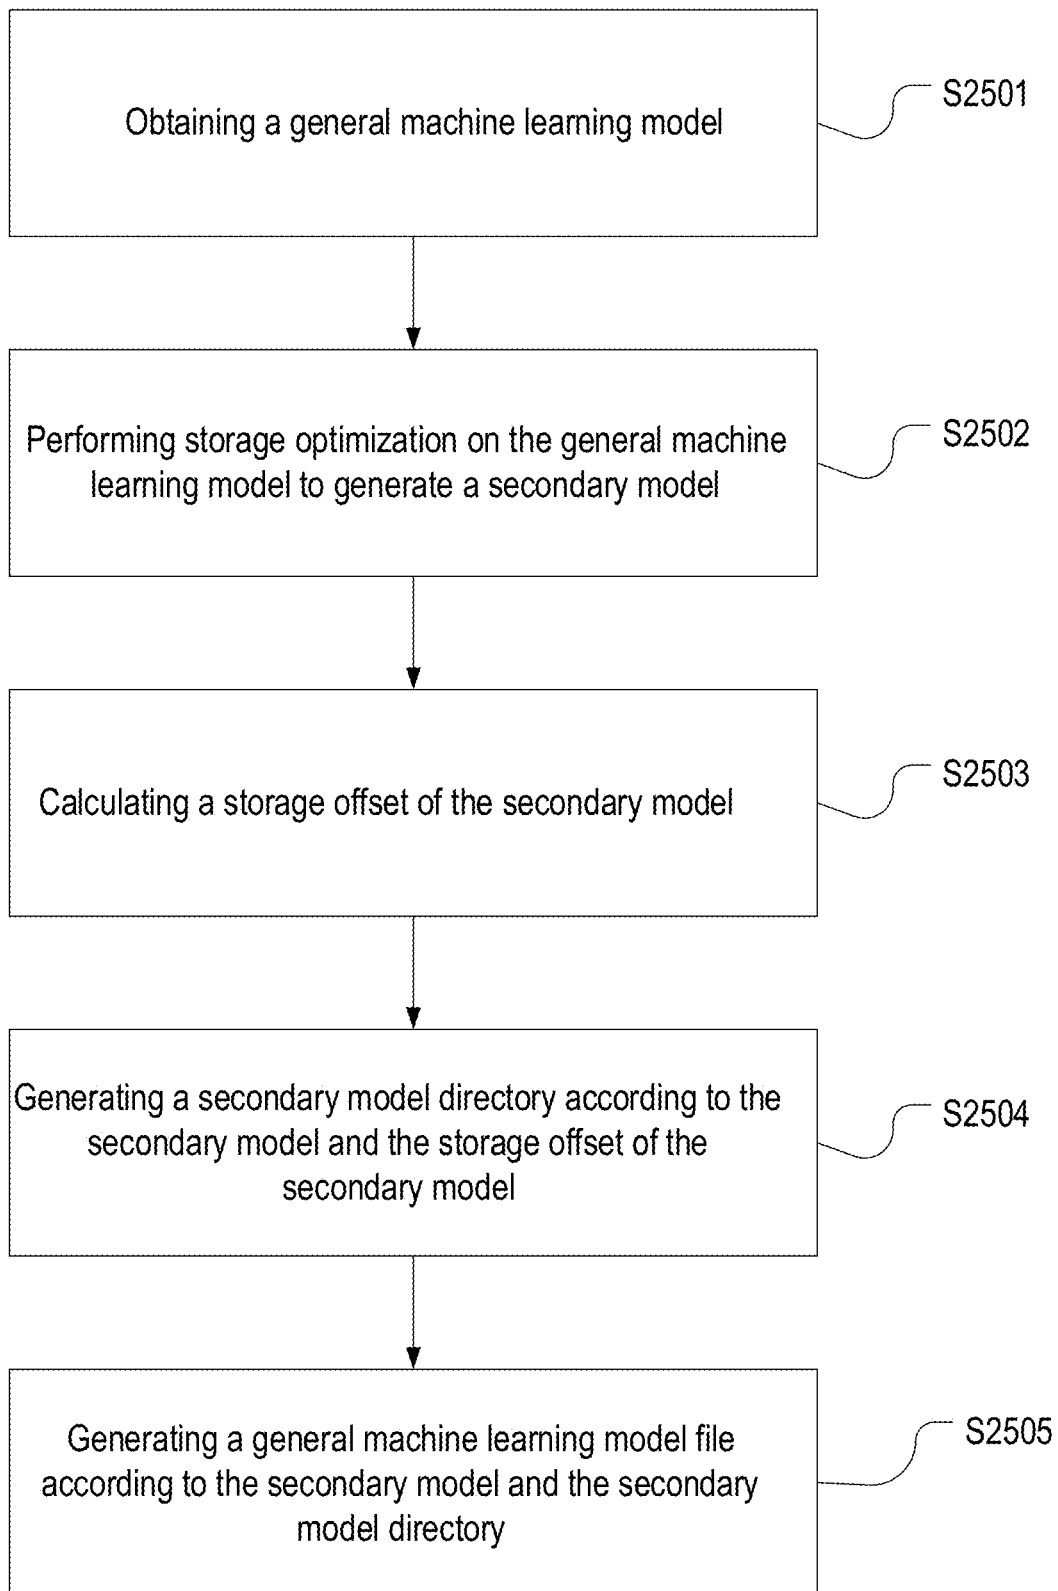 Obtaining a general machine learning model
S2501
Performing storage optimization on the general machine
learning model to generate a secondary model
S2502
Calculating a storage offset of the secondary model
S2503
Generating a secondary model directory according to the
secondary model and the storage offset of the
secondary model
S2504
Generating a general machine learning model file
according to the secondary model and the secondary
model directory
S2505